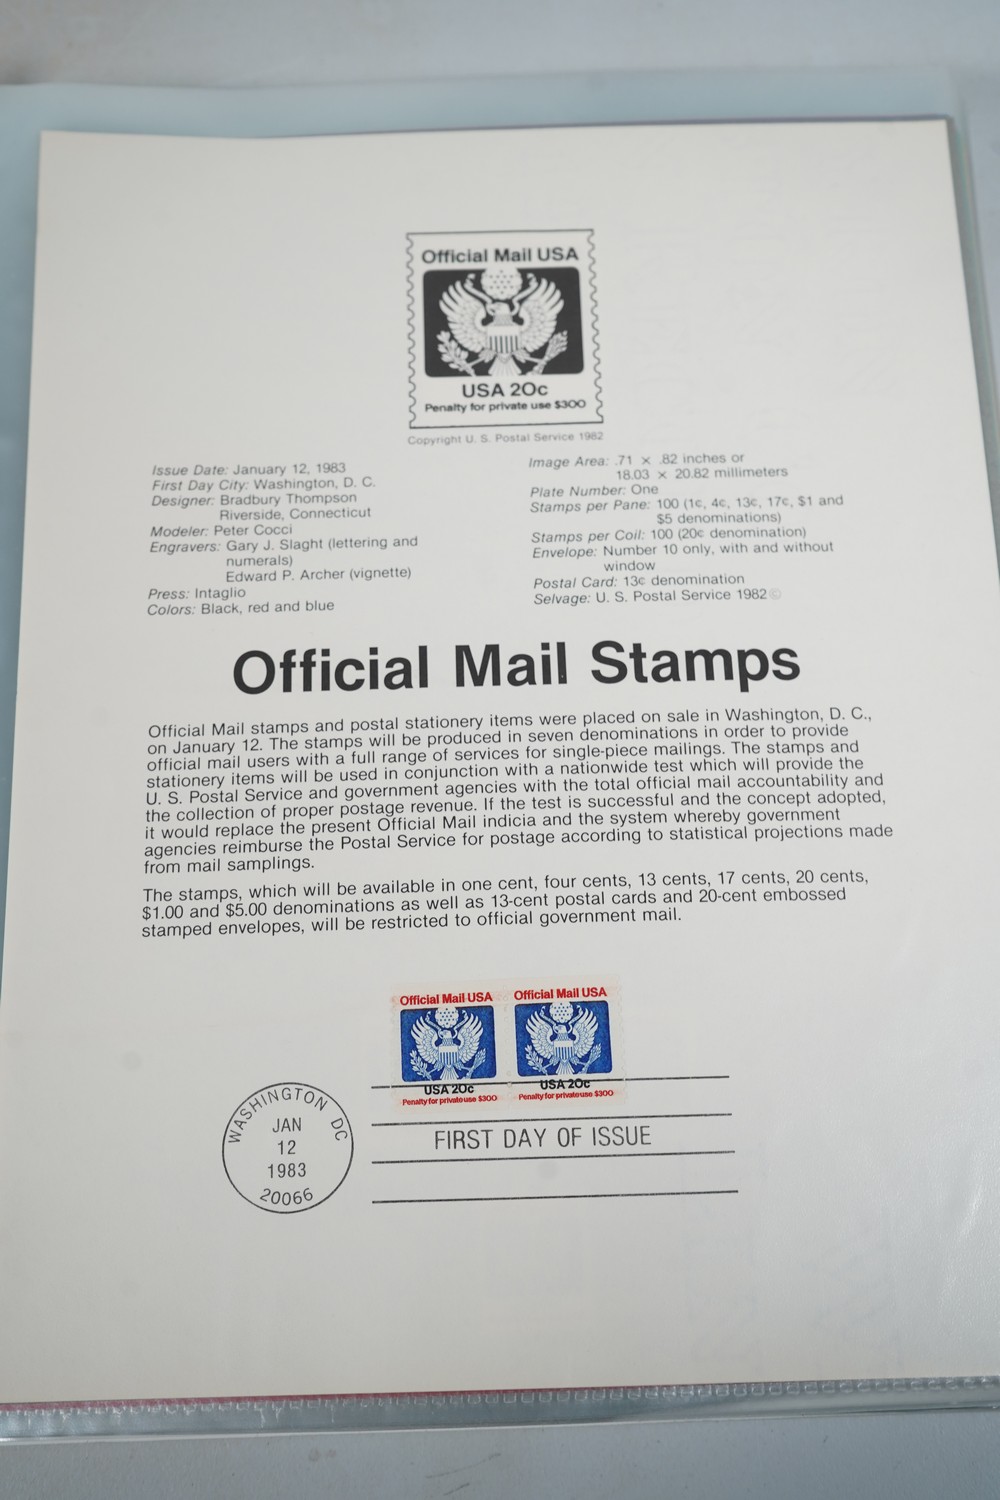 Official Mail USA
USA 20c
Penalty for private use $300
Copyright U. S. Postal Service 1982
Issue Date: January 12, 1983
First Day City: Washington, D. C.
Designer: Bradbury Thompson
Riverside, Connecticut
Modeler: Peter Cocci
Engravers: Gary J. Slaght (lettering and
numerals)
Edward P. Archer (vignette)
Press: Intaglio
Colors: Black, red and blue
Image Area: .71 × .82 inches or
18.03 × 20.82 millimeters
Plate Number: One
Stamps per Pane: 100 (1¢, 4¢, 13¢, 17¢, $1 and
$5 denominations)
Stamps per Coil: 100 (20¢ denomination)
Envelope: Number 10 only, with and without
window
Postal Card: 13¢ denomination
Selvage: U. S. Postal Service 1982©
Official Mail Stamps
Official Mail stamps and postal stationery items were placed on sale in Washington, D. C.,
on January 12. The stamps will be produced in seven denominations in order to provide
official mail users with a full range of services for single-piece mailings. The stamps and
stationery items will be used in conjunction with a nationwide test which will provide the
U. S. Postal Service and government agencies with the total official mail accountability and
the collection of proper postage revenue. If the test is successful and the concept adopted,
it would replace the present Official Mail indicia and the system whereby government
agencies reimburse the Postal Service for postage according to statistical projections made
from mail samplings.
The stamps, which will be available in one cent, four cents, 13 cents, 17 cents, 20 cents,
$1.00 and $5.00 denominations as well as 13-cent postal cards and 20-cent embossed
stamped envelopes, will be restricted to official government mail.
Official Mail USA Official Mail USA
USA 20c USA 20c
Penalty for private use $300 Penalty for private use $300
WASHINGTON DC
JAN
12
1983
20066
FIRST DAY OF ISSUE